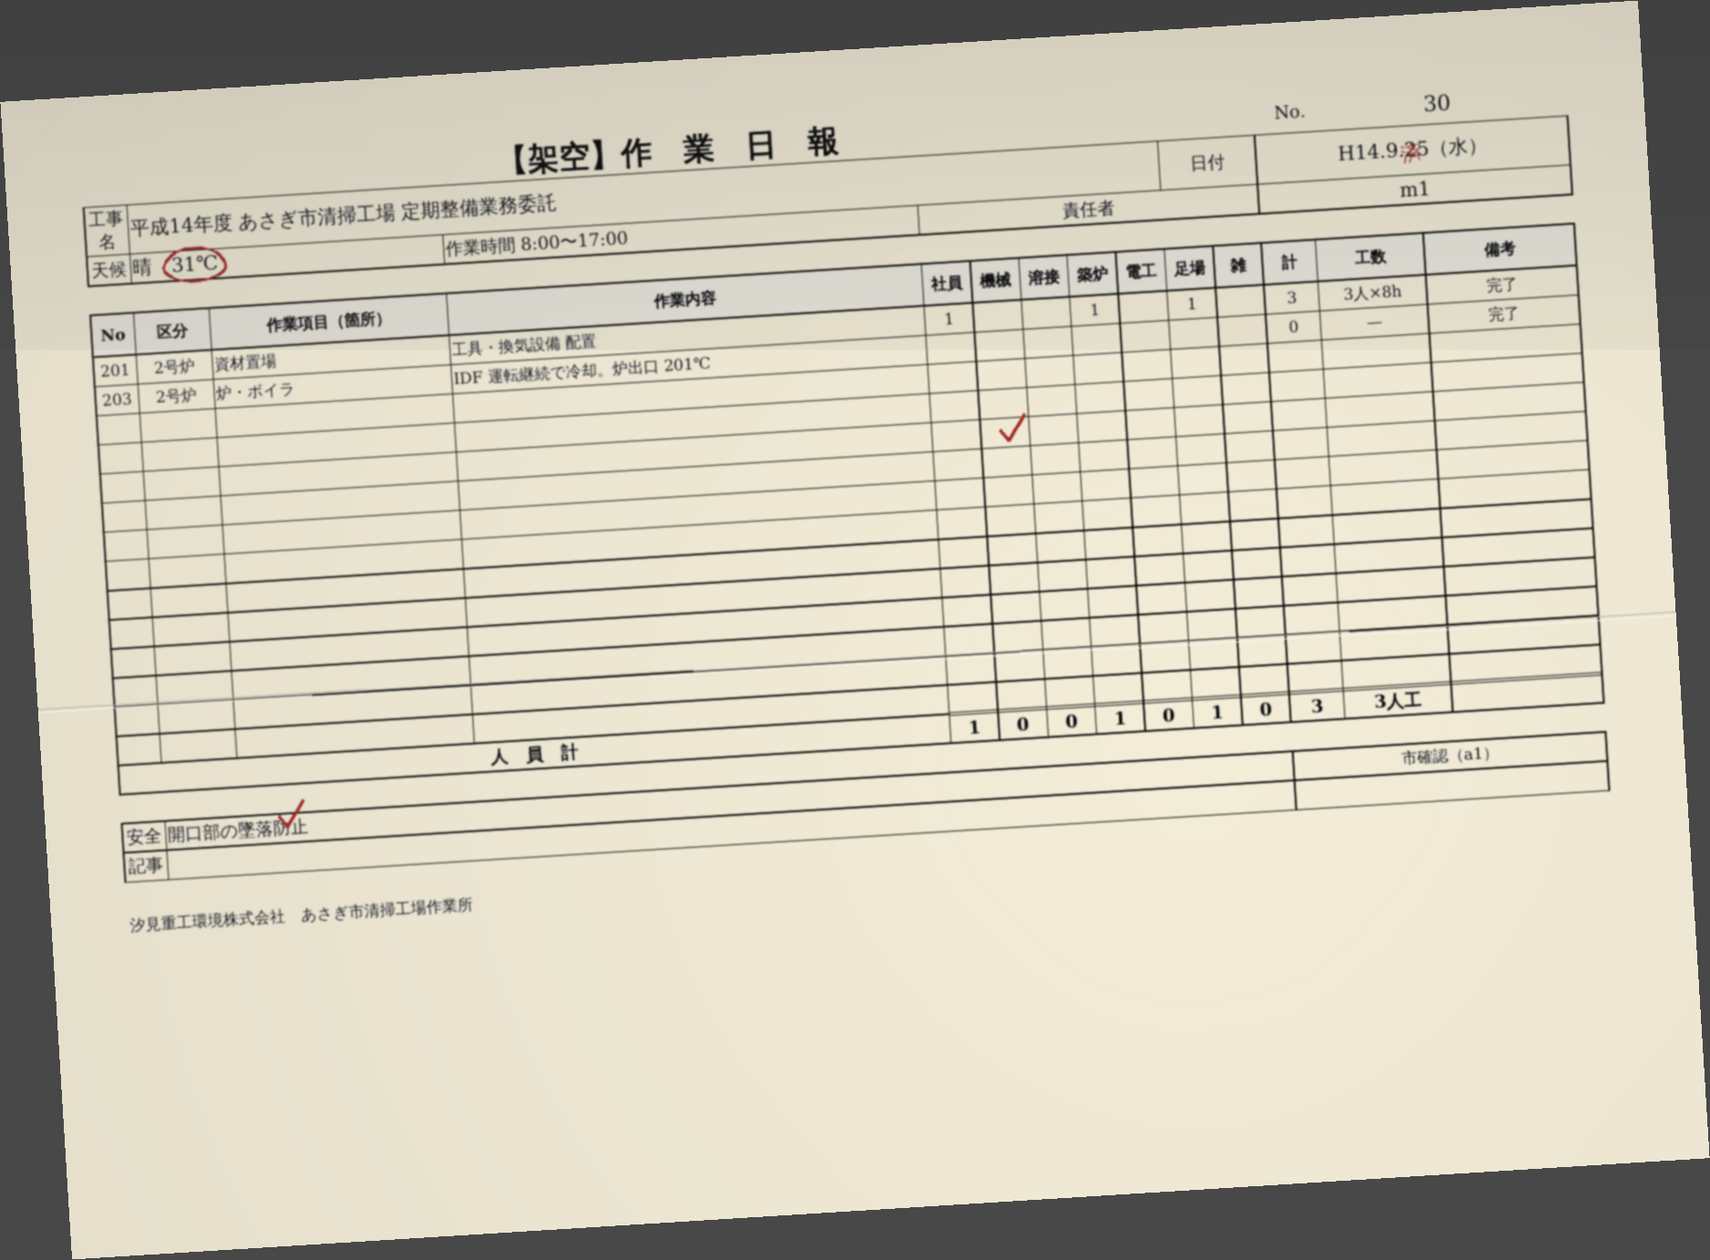 No. 30
【架空】作 業 日 報
工事名 平成14年度 あさぎ市清掃工場 定期整備業務委託 日付 H14.9.25（水）
天候 晴 31℃ 作業時間 8:00〜17:00 責任者 m1
No 区分 作業項目（箇所） 作業内容 社員 機械 溶接 築炉 電工 足場 雑 計 工数 備考
201 2号炉 資材置場 工具・換気設備 配置 1 1 1 3 3人×8h 完了
203 2号炉 炉・ボイラ IDF 運転継続で冷却。炉出口 201℃ 0 — 完了
人 員 計 1 0 0 1 0 1 0 3 3人工
安全 開口部の墜落防止 市確認（a1）
記事
汐見重工環境株式会社 あさぎ市清掃工場作業所